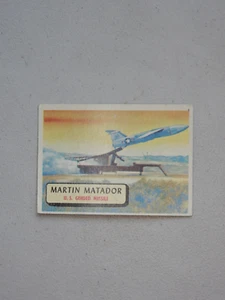 MARTIN MATADOR
U.S. GUIDED MISSILE